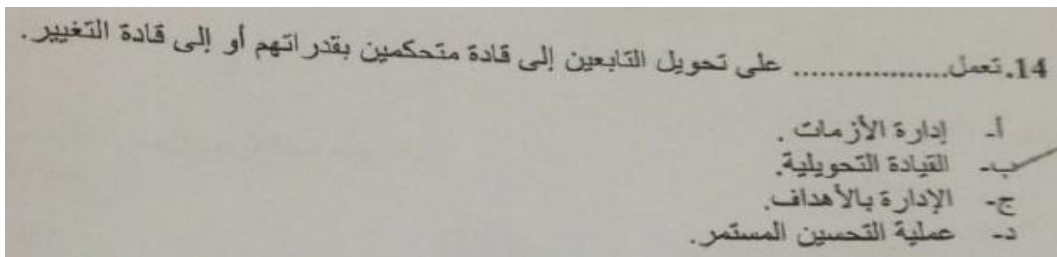 14. تعمل.................. على تحويل التابعين إلى قادة متحكمين بقدراتهم أو إلى قادة التغيير.
أ- إدارة الأزمات.
ب- القيادة التحويلية.
ج- الإدارة بالأهداف.
د- عملية التحسين المستمر.